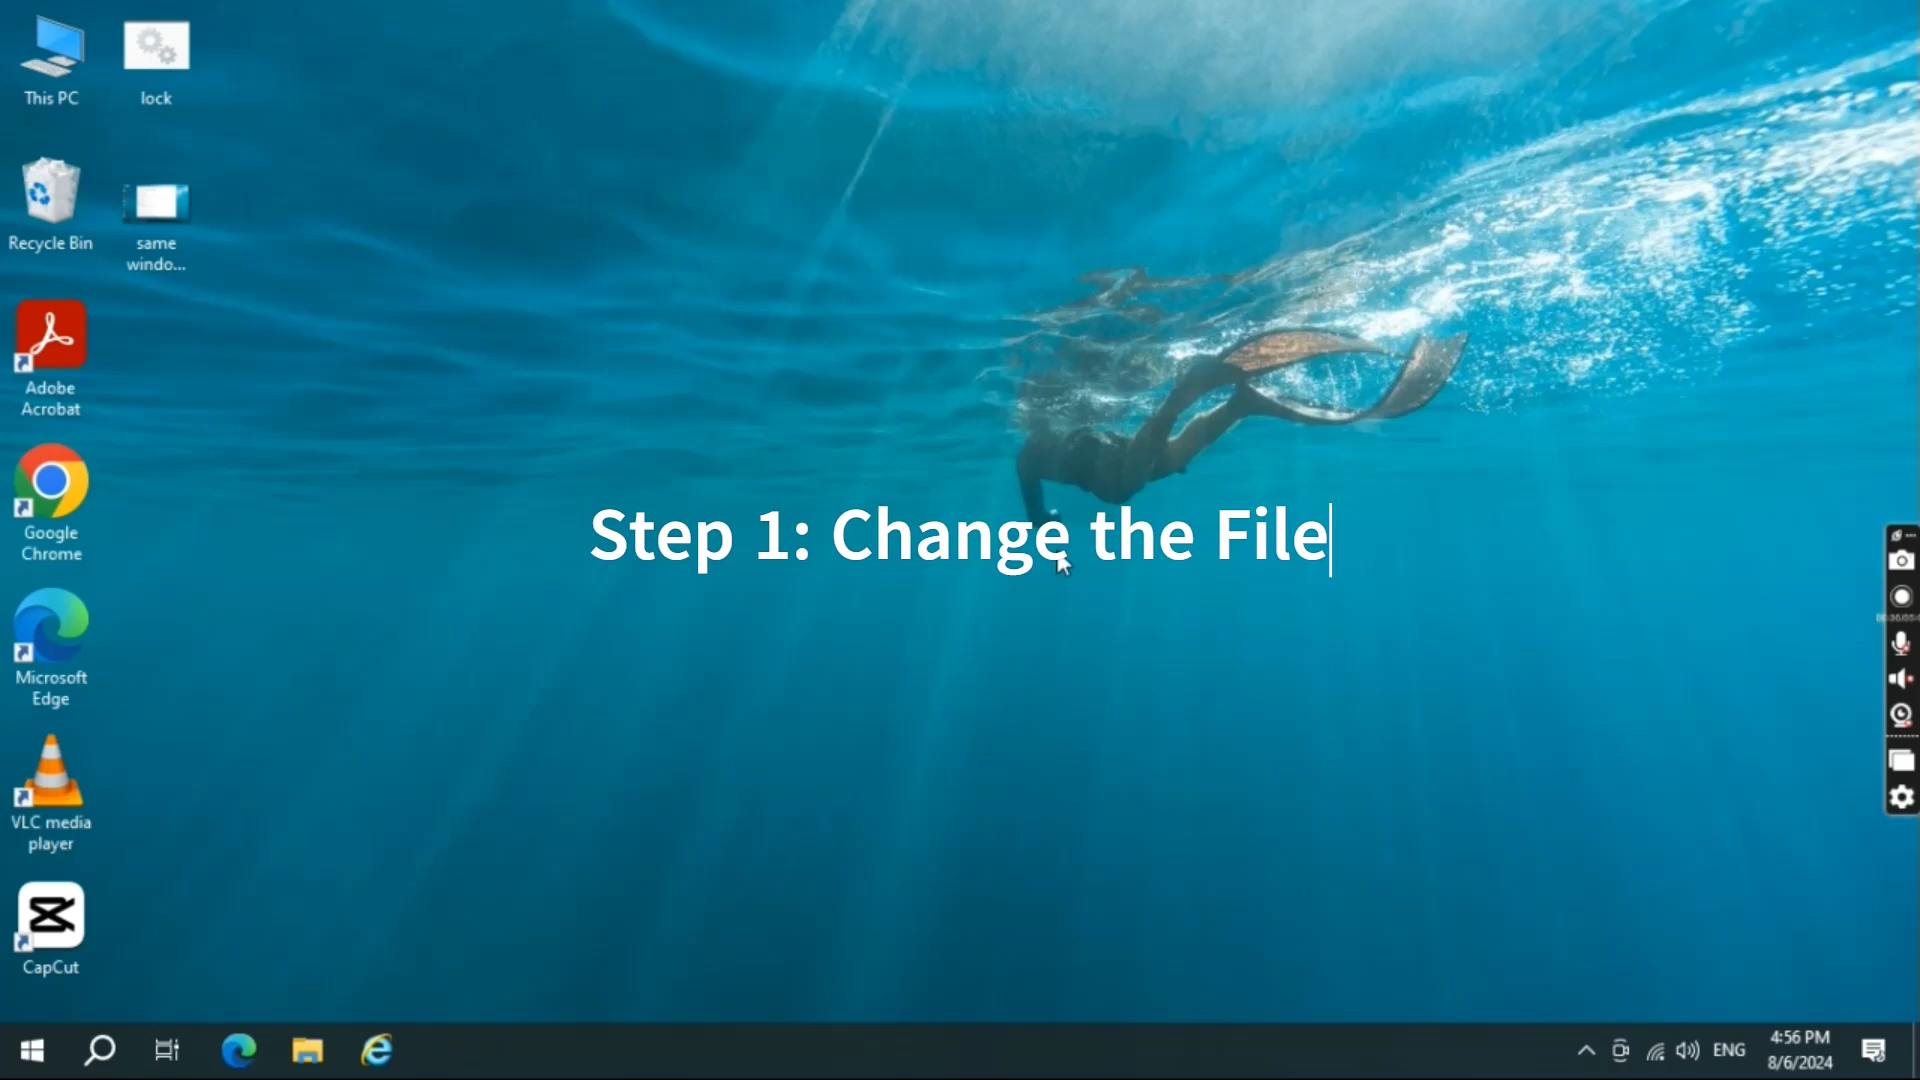 This PC
lock
Recycle Bin
same
windo...
Adobe
Acrobat
Google
Chrome
Step 1: Change the File
Microsoft
Edge
VLC media
player
CapCut
ENG
4:56 PM
8/6/2024